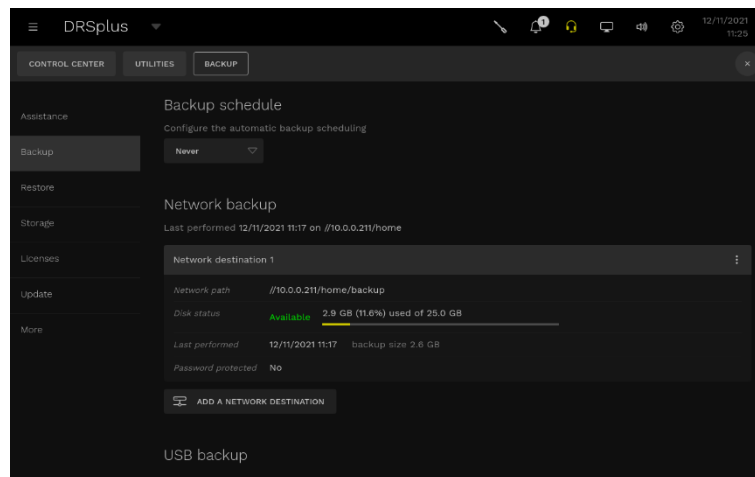 DRSplus
1
12/11/2021
11:25
CONTROL CENTER
UTILITIES
BACKUP
Assistance
Backup
Restore
Storage
Licenses
Update
More
Backup schedule
Configure the automatic backup scheduling
Never
Network backup
Last performed 12/11/2021 11:17 on //10.0.0.211/home
Network destination 1
Network path //10.0.0.211/home/backup
Disk status Available 2.9 GB (11.6%) used of 25.0 GB
Last performed 12/11/2021 11:17 backup size 2.6 GB
Password protected No
ADD A NETWORK DESTINATION
USB backup